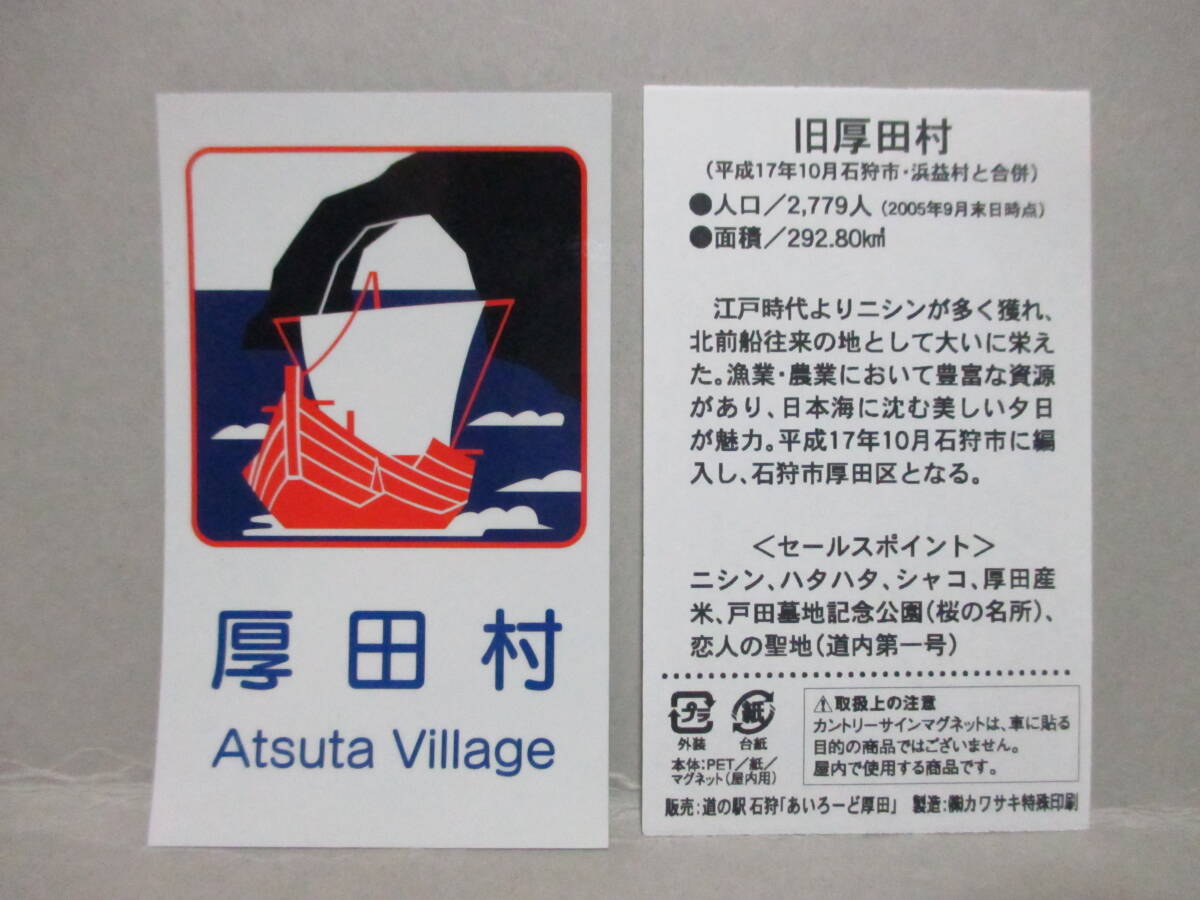 厚田村
Atsuta Village
旧厚田村
（平成17年10月石狩市・浜益村と合併）
●人口／2,779人（2005年9月末日時点）
●面積／292.80k㎡
江戸時代よりニシンが多く獲れ、
北前船往来の地として大いに栄え
た。漁業・農業において豊富な資源
があり、日本海に沈む美しい夕日
が魅力。平成17年10月石狩市に編
入し、石狩市厚田区となる。
＜セールスポイント＞
ニシン、ハタハタ、シャコ、厚田産
米、戸田墓地記念公園（桜の名所）、
恋人の聖地（道内第一号）
プラ
外装
紙
台紙
本体：PET／紙／
マグネット（屋内用）
⚠取扱上の注意
カントリーサインマグネットは、車に貼る
目的の商品ではございません。
屋内で使用する商品です。
販売：道の駅 石狩「あいろーど厚田」 製造：㈱カワサキ特殊印刷